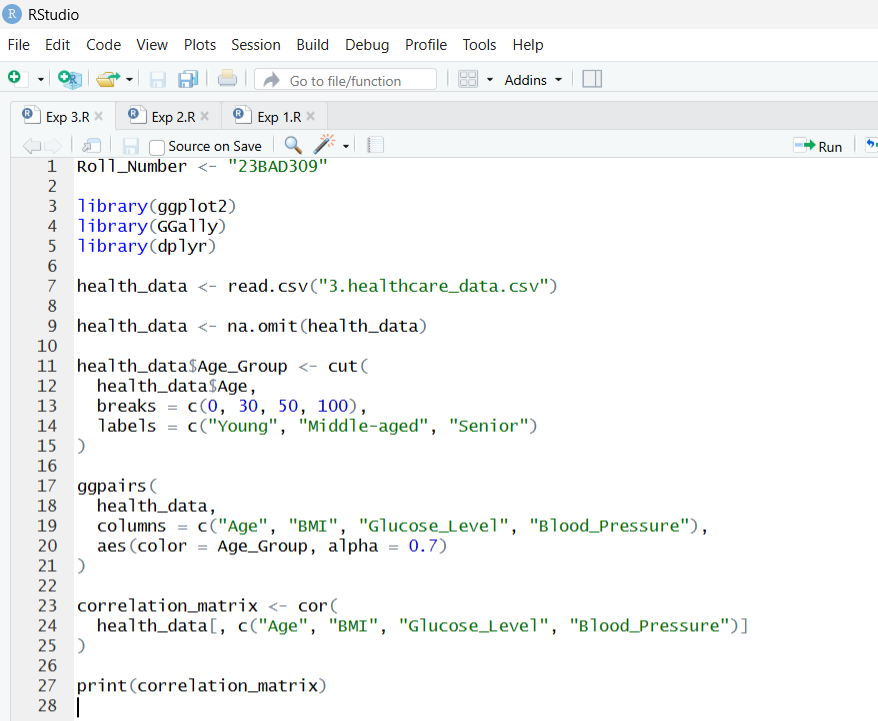 RStudio
File Edit Code View Plots Session Build Debug Profile Tools Help
Go to file/function Addins
Exp 3.R Exp 2.R Exp 1.R
Source on Save Run
1 Roll_Number <- "23BAD309"
2
3 library(ggplot2)
4 library(GGally)
5 library(dplyr)
6
7 health_data <- read.csv("3.healthcare_data.csv")
8
9 health_data <- na.omit(health_data)
10
11 health_data$Age_Group <- cut(
12   health_data$Age,
13   breaks = c(0, 30, 50, 100),
14   labels = c("Young", "Middle-aged", "Senior")
15 )
16
17 ggpairs(
18   health_data,
19   columns = c("Age", "BMI", "Glucose_Level", "Blood_Pressure"),
20   aes(color = Age_Group, alpha = 0.7)
21 )
22
23 correlation_matrix <- cor(
24   health_data[, c("Age", "BMI", "Glucose_Level", "Blood_Pressure")]
25 )
26
27 print(correlation_matrix)
28